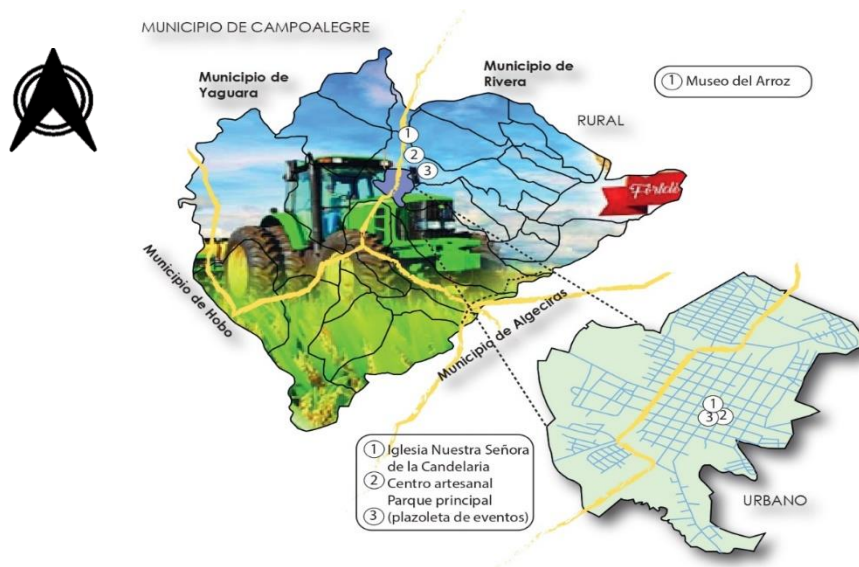 MUNICIPIO DE CAMPOALEGRE
Municipio de
Yaguara
Municipio de
Rivera
1 Museo del Arroz
RURAL
1
2
3
Municipio de Hobo
Municipio de Algeciras
1 Iglesia Nuestra Señora
de la Candelaria
2 Centro artesanal
Parque principal
3 (plazoleta de eventos)
1
3 2
URBANO